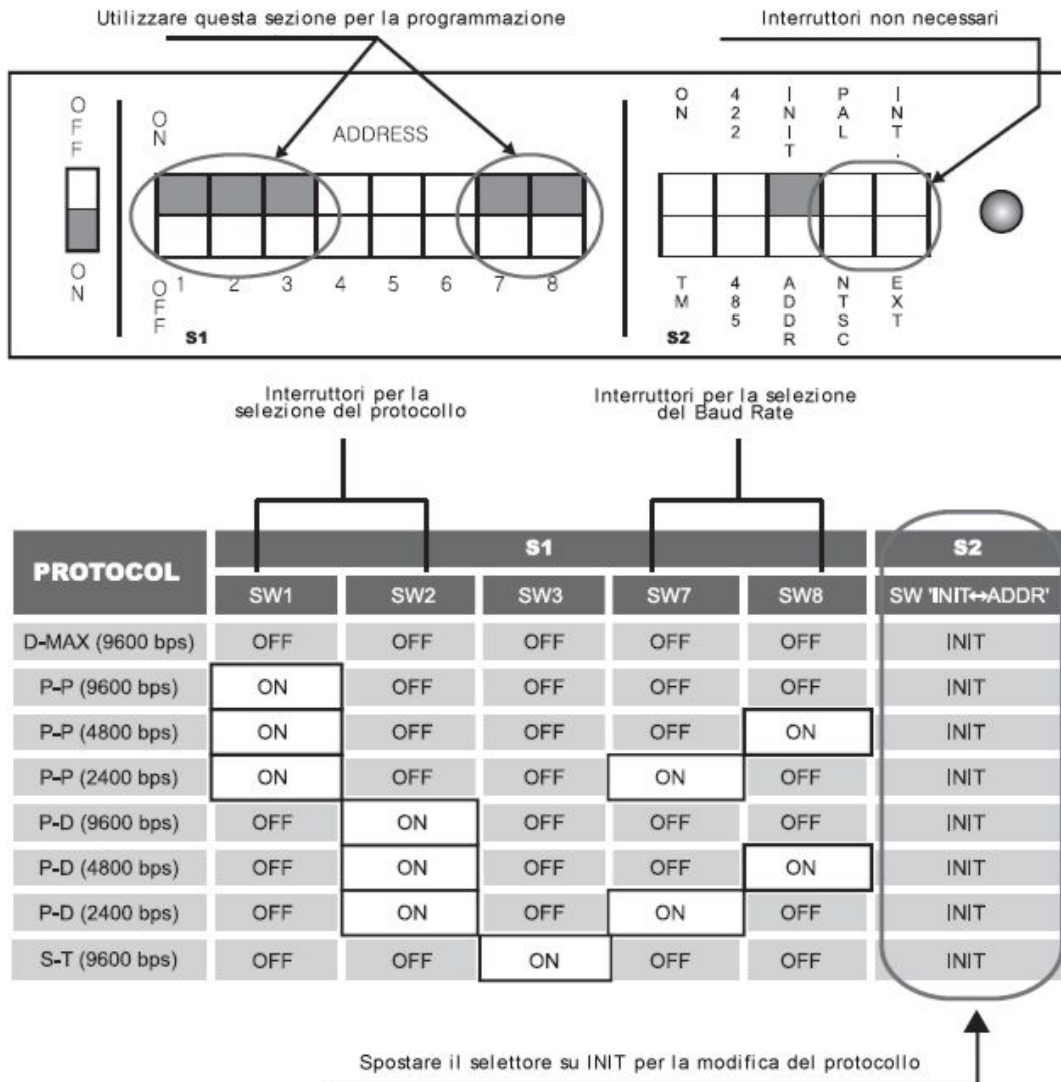 Utilizzare questa sezione per la programmazione
Interruttori non necessari
OFF
ON
ON
ADDRESS
OFF
1 2 3 4 5 6 7 8
S1
ON
422
INIT
PAL
INT.
TM
485
ADDR
NTSC
EXT
S2
Interruttori per la
selezione del protocollo
Interruttori per la selezione
del Baud Rate
PROTOCOL S1 S2
SW1 SW2 SW3 SW7 SW8 SW 'INIT↔ADDR'
D-MAX (9600 bps) OFF OFF OFF OFF OFF INIT
P-P (9600 bps) ON OFF OFF OFF OFF INIT
P-P (4800 bps) ON OFF OFF OFF ON INIT
P-P (2400 bps) ON OFF OFF ON OFF INIT
P-D (9600 bps) OFF ON OFF OFF OFF INIT
P-D (4800 bps) OFF ON OFF OFF ON INIT
P-D (2400 bps) OFF ON OFF ON OFF INIT
S-T (9600 bps) OFF OFF ON OFF OFF INIT
Spostare il selettore su INIT per la modifica del protocollo